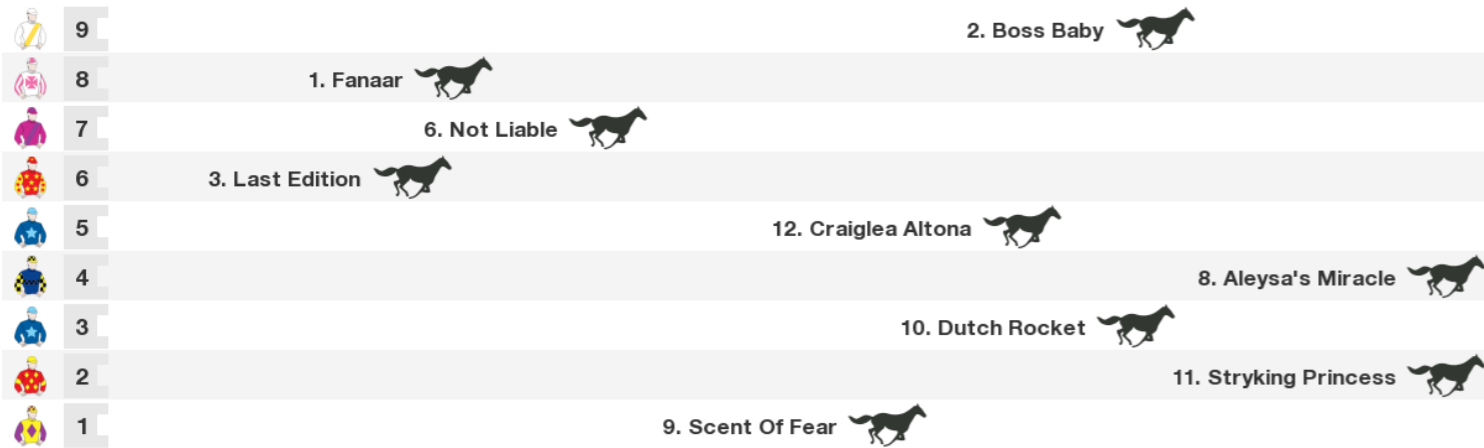 9 2. Boss Baby
8 1. Fanaar
7 6. Not Liable
6 3. Last Edition
5 12. Craiglea Altona
4 8. Aleysa's Miracle
3 10. Dutch Rocket
2 11. Stryking Princess
1 9. Scent Of Fear